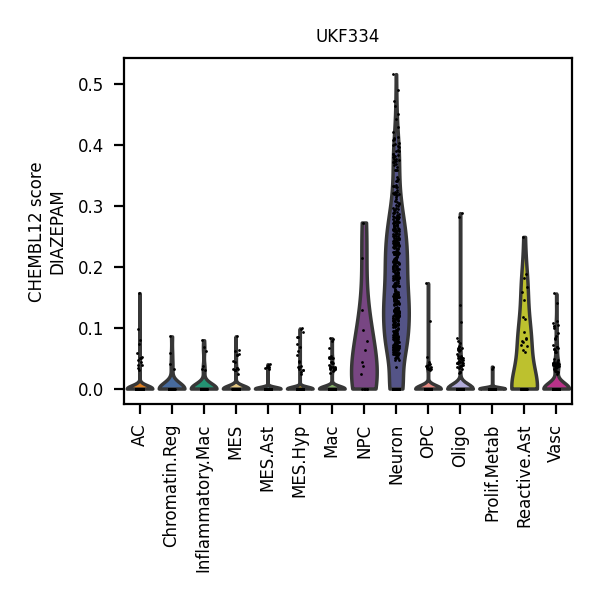 UKF334
CHEMBL12 score
DIAZEPAM
0.5
0.4
0.3
0.2
0.1
0.0
AC
Chromatin.Reg
Inflammatory.Mac
MES
MES.Ast
MES.Hyp
Mac
NPC
Neuron
OPC
Oligo
Prolif.Metab
Reactive.Ast
Vasc